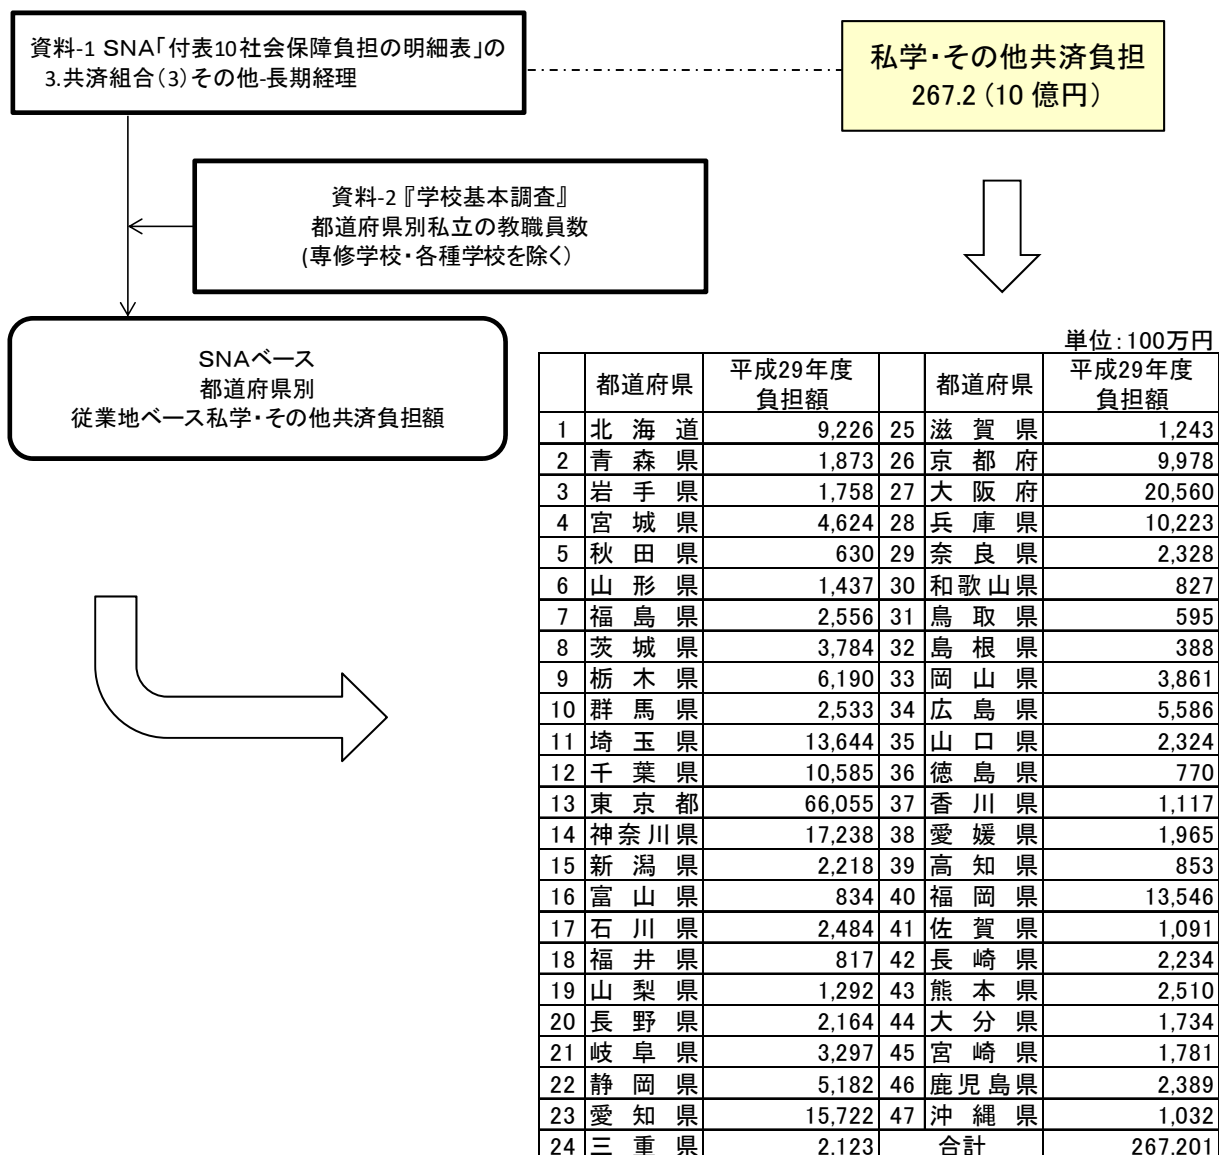 資料-1 SNA「付表10社会保障負担の明細表」の
3.共済組合(3)その他-長期経理
私学・その他共済負担
267.2 (10 億円)
資料-2『学校基本調査』
都道府県別私立の教職員数
(専修学校・各種学校を除く)
SNAベース
都道府県別
従業地ベース私学・その他共済負担額
単位:100万円
都道府県 平成29年度 負担額 都道府県 平成29年度 負担額
1 北海道 9,226 25 滋賀県 1,243
2 青森県 1,873 26 京都府 9,978
3 岩手県 1,758 27 大阪府 20,560
4 宮城県 4,624 28 兵庫県 10,223
5 秋田県 630 29 奈良県 2,328
6 山形県 1,437 30 和歌山県 827
7 福島県 2,556 31 鳥取県 595
8 茨城県 3,784 32 島根県 388
9 栃木県 6,190 33 岡山県 3,861
10 群馬県 2,533 34 広島県 5,586
11 埼玉県 13,644 35 山口県 2,324
12 千葉県 10,585 36 徳島県 770
13 東京都 66,055 37 香川県 1,117
14 神奈川県 17,238 38 愛媛県 1,965
15 新潟県 2,218 39 高知県 853
16 富山県 834 40 福岡県 13,546
17 石川県 2,484 41 佐賀県 1,091
18 福井県 817 42 長崎県 2,234
19 山梨県 1,292 43 熊本県 2,510
20 長野県 2,164 44 大分県 1,734
21 岐阜県 3,297 45 宮崎県 1,781
22 静岡県 5,182 46 鹿児島県 2,389
23 愛知県 15,722 47 沖縄県 1,032
24 三重県 2,123 合計 267,201